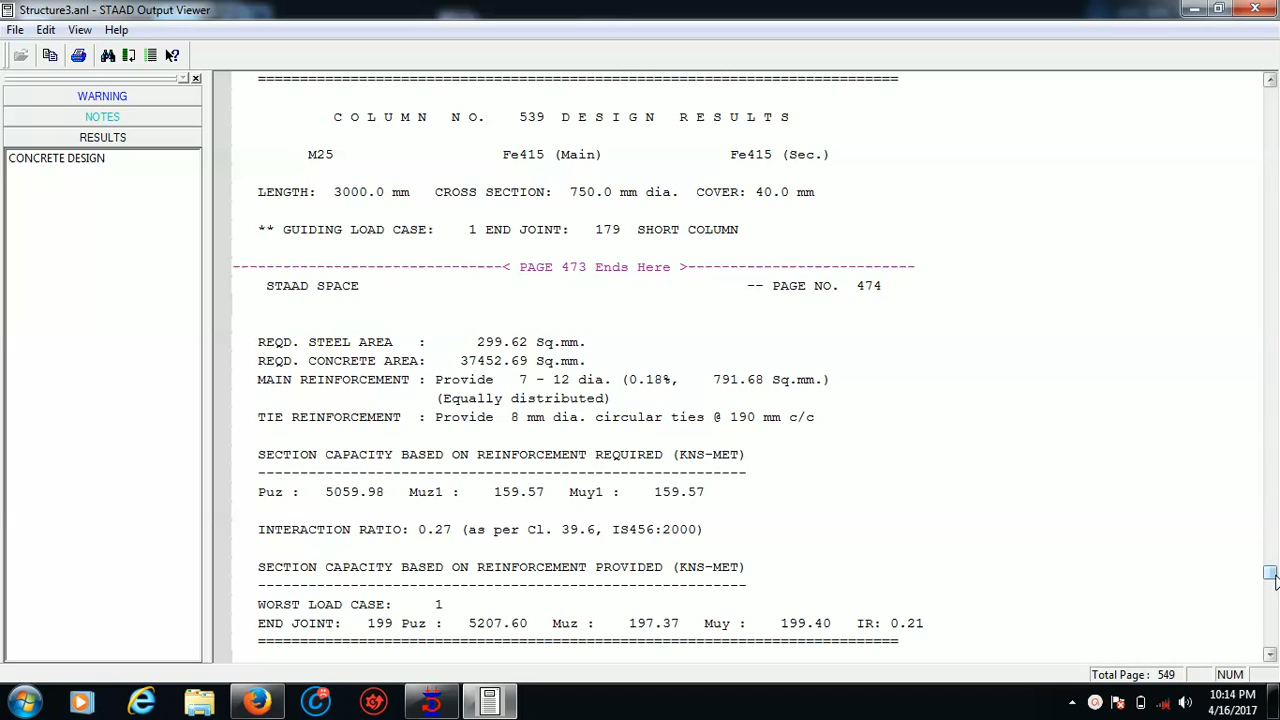 Structure3.anl - STAAD Output Viewer
File Edit View Help
WARNING
NOTES
RESULTS
CONCRETE DESIGN
============================================================================
C O L U M N   N O.   539  D E S I G N   R E S U L T S
M25 Fe415 (Main) Fe415 (Sec.)
LENGTH: 3000.0 mm CROSS SECTION: 750.0 mm dia. COVER: 40.0 mm
** GUIDING LOAD CASE: 1 END JOINT: 179 SHORT COLUMN
--------------------------------< PAGE 473 Ends Here >---------------------------
STAAD SPACE -- PAGE NO. 474
REQD. STEEL AREA : 299.62 Sq.mm.
REQD. CONCRETE AREA: 37452.69 Sq.mm.
MAIN REINFORCEMENT : Provide 7 - 12 dia. (0.18%, 791.68 Sq.mm.)
(Equally distributed)
TIE REINFORCEMENT : Provide 8 mm dia. circular ties @ 190 mm c/c
SECTION CAPACITY BASED ON REINFORCEMENT REQUIRED (KNS-MET)
----------------------------------------------------------
Puz : 5059.98 Muz1 : 159.57 Muy1 : 159.57
INTERACTION RATIO: 0.27 (as per Cl. 39.6, IS456:2000)
SECTION CAPACITY BASED ON REINFORCEMENT PROVIDED (KNS-MET)
----------------------------------------------------------
WORST LOAD CASE: 1
END JOINT: 199 Puz : 5207.60 Muz : 197.37 Muy : 199.40 IR: 0.21
============================================================================
Total Page : 549 NUM
10:14 PM
4/16/2017